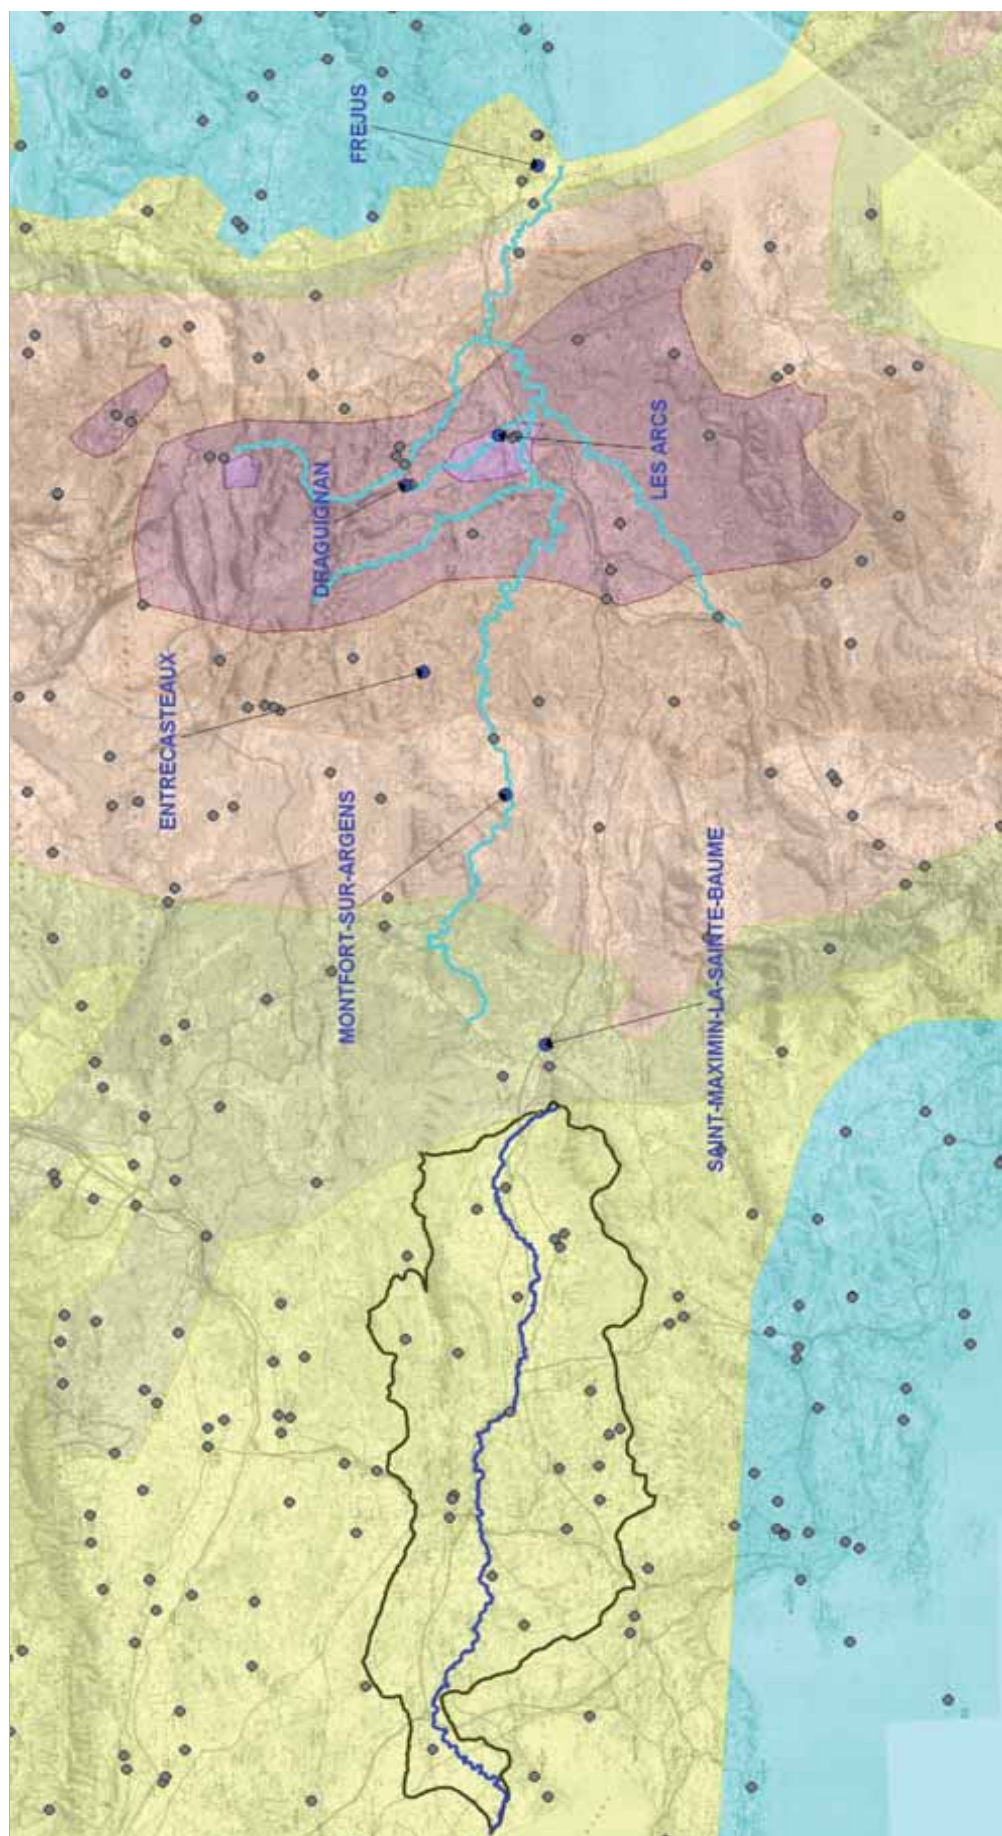 FREJUS
DRAGUIGNAN
LES ARCS
ENTRECASTEAUX
MONTFORT-SUR-ARGENS
SAINT-MAXIMIN-LA-SAINTE-BAUME